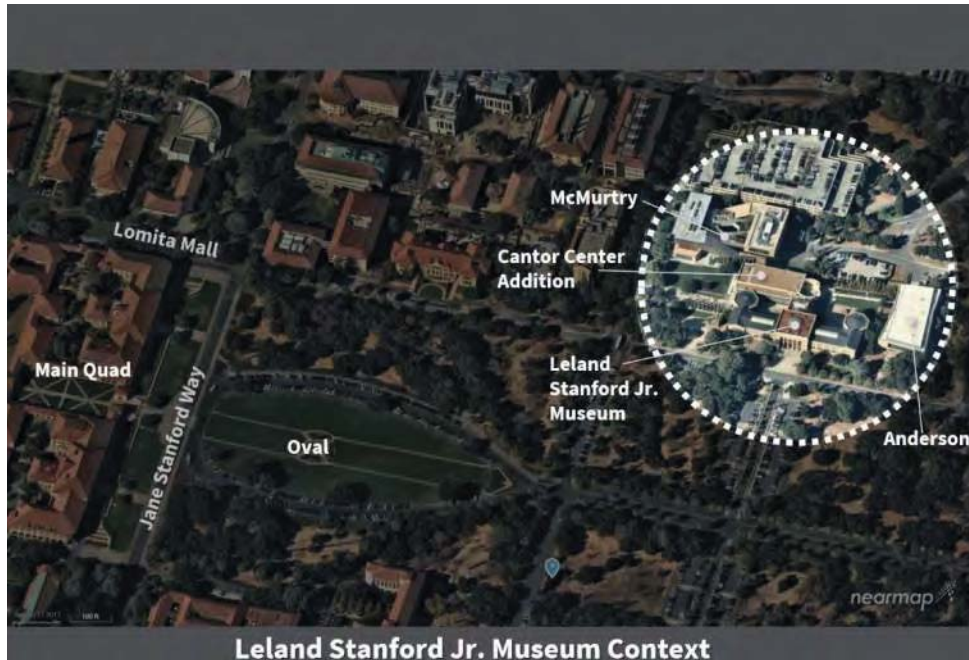 McMurtry
Lomita Mall
Cantor Center
Addition
Main Quad
Leland
Stanford Jr.
Museum
Jane Stanford Way
Oval
Anderson
nearmap
Leland Stanford Jr. Museum Context